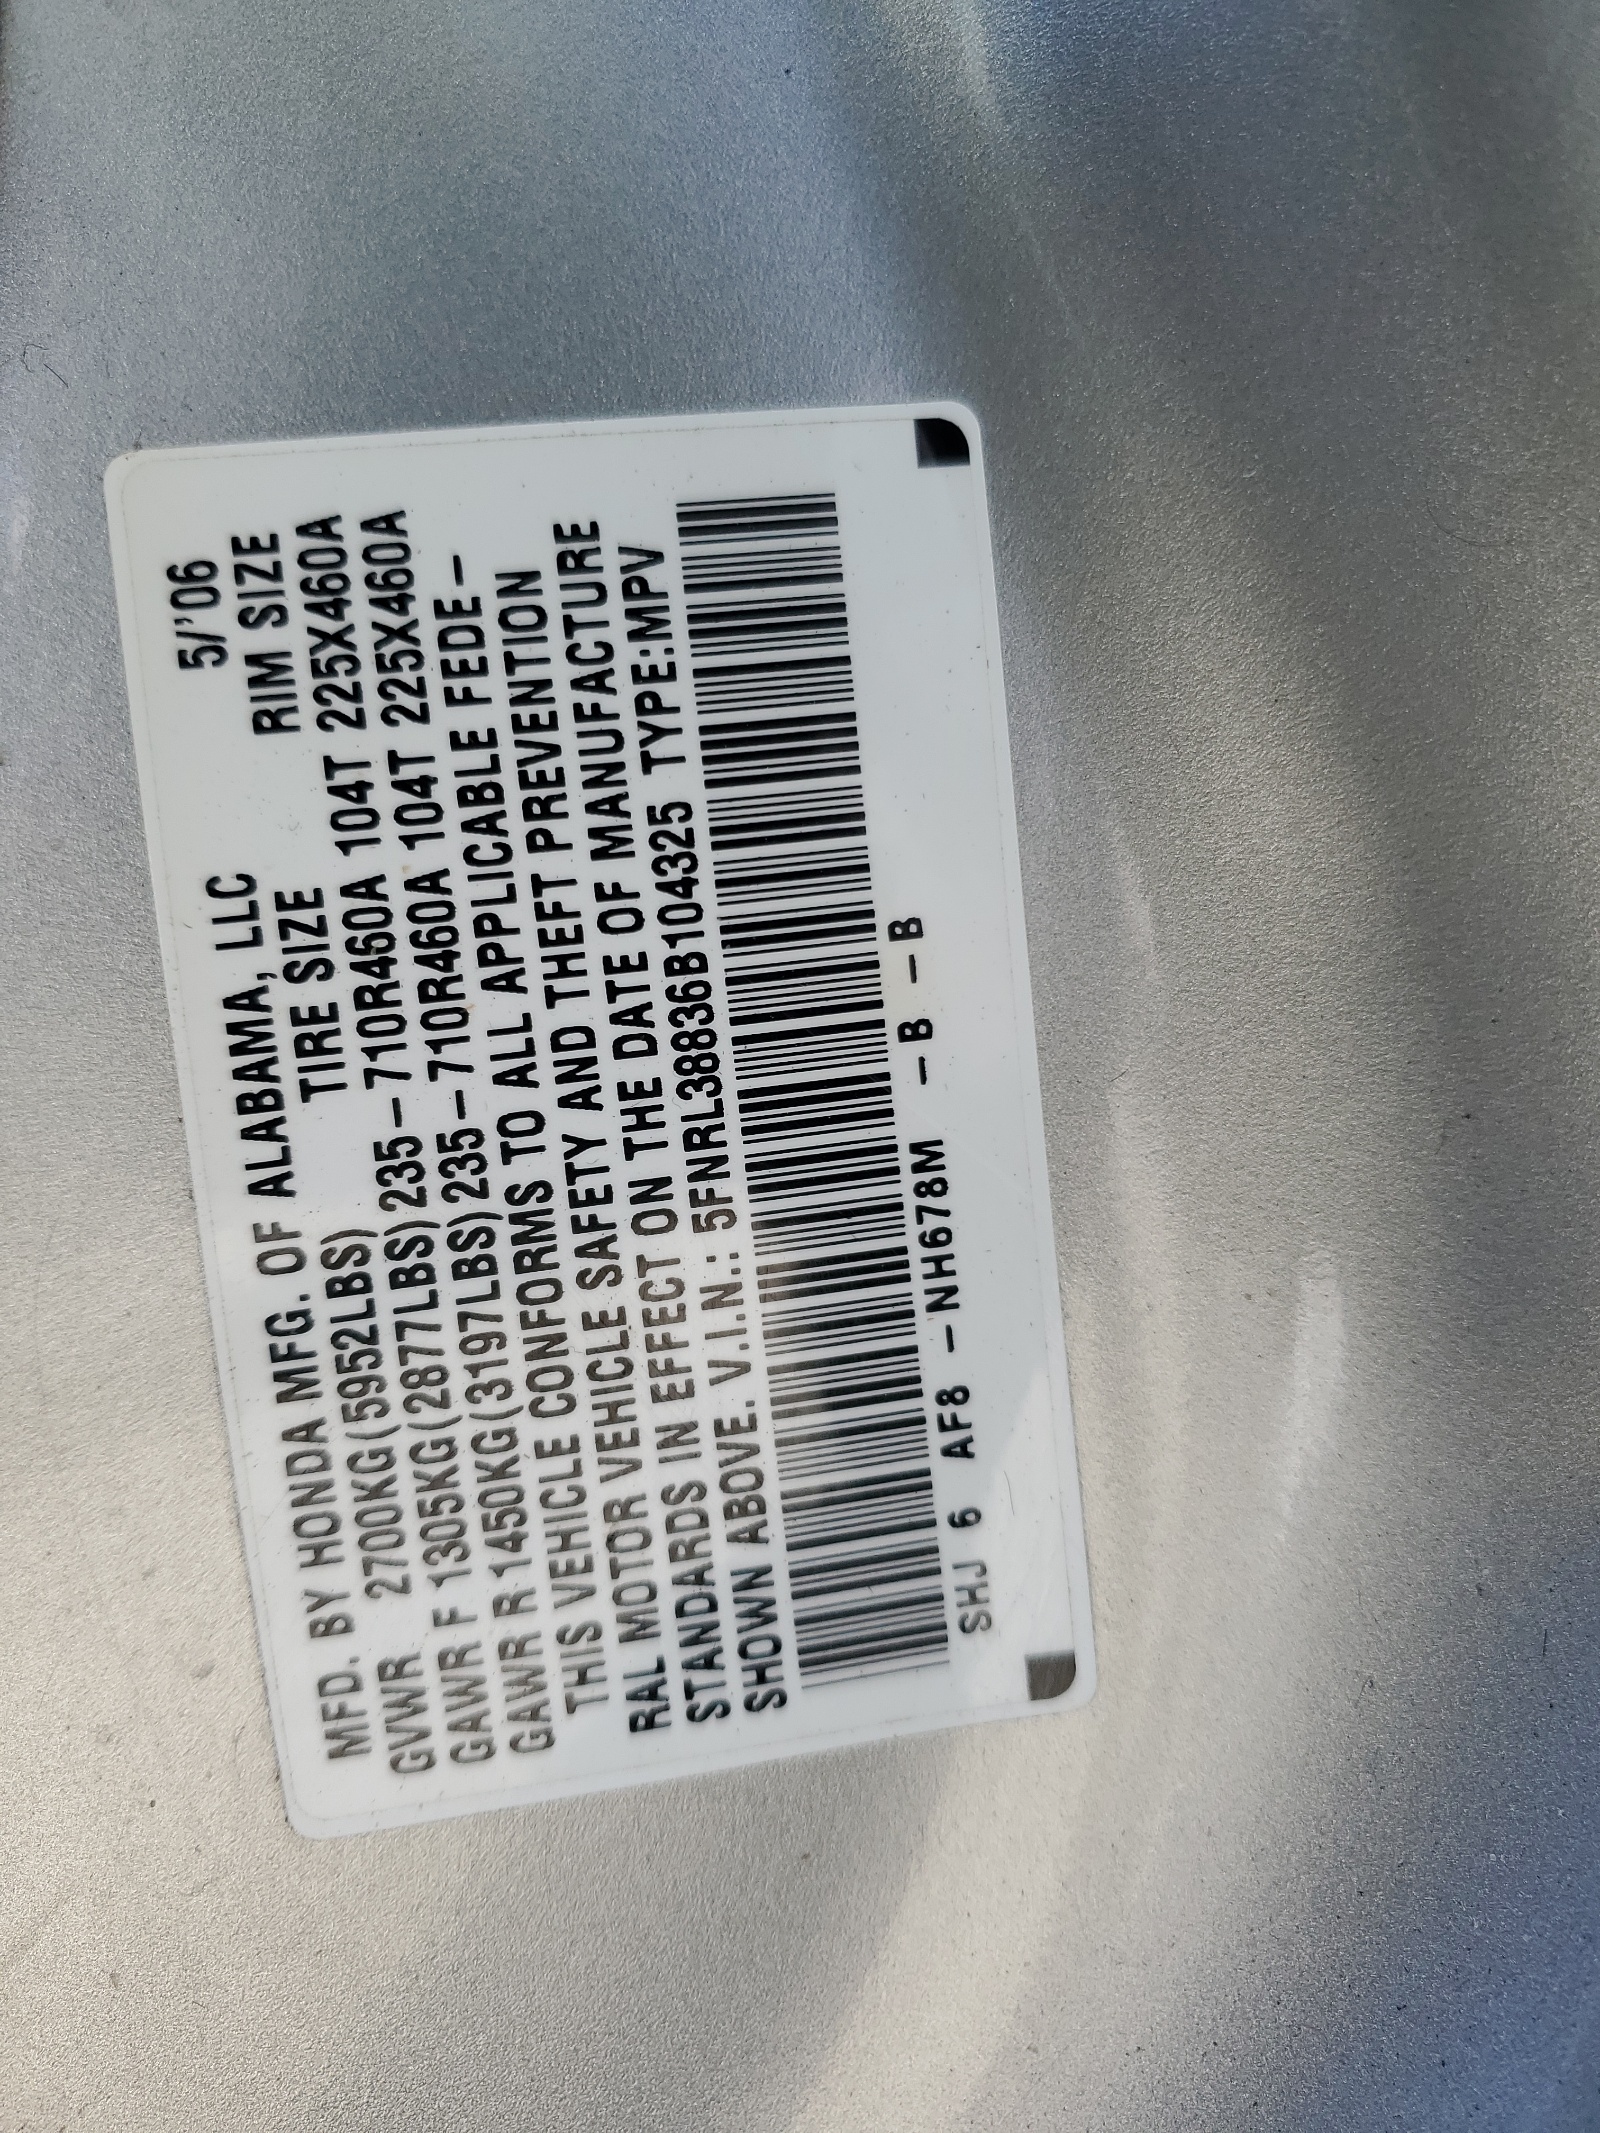 MFD. BY HONDA MFG. OF ALABAMA, LLC 5/'06
GVWR 2700KG(5952LBS) TIRE SIZE RIM SIZE
GAWR F 1305KG(2877LBS)235-710R460A 104T 225X460A
GAWR R 1450KG(3197LBS)235-710R460A 104T 225X460A
THIS VEHICLE CONFORMS TO ALL APPLICABLE FEDE-
RAL MOTOR VEHICLE SAFETY AND THEFT PREVENTION
STANDARDS IN EFFECT ON THE DATE OF MANUFACTURE
SHOWN ABOVE. V.I.N.: 5FNRL38836B104325 TYPE:MPV
SHJ 6 AF8 -NH678M -B -B